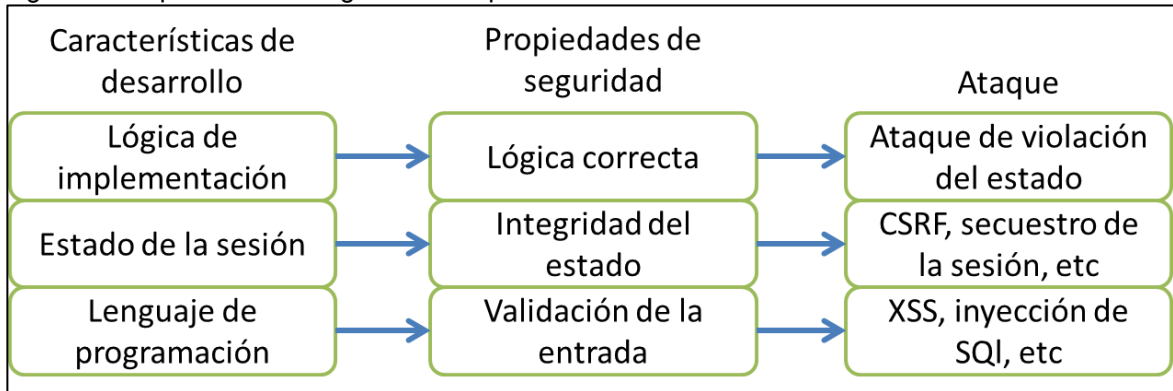 Características de
desarrollo
Propiedades de
seguridad
Ataque
Lógica de
implementación
Lógica correcta
Ataque de violación
del estado
Estado de la sesión
Integridad del
estado
CSRF, secuestro de
la sesión, etc
Lenguaje de
programación
Validación de la
entrada
XSS, inyección de
SQl, etc